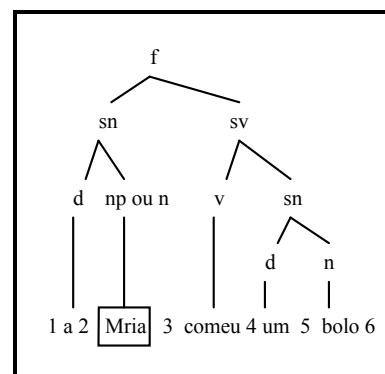 f
sn sv
d np ou n v sn
d n
1 a 2 Mria 3 comeu 4 um 5 bolo 6